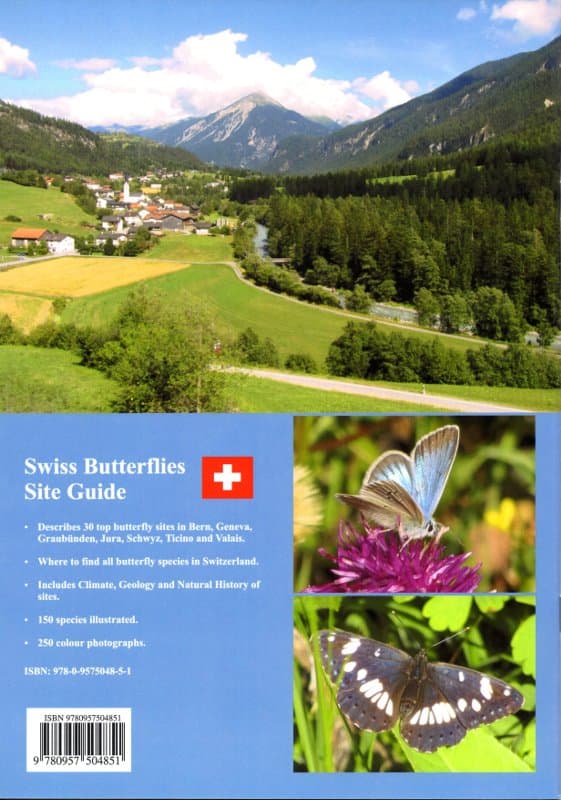 Swiss Butterflies
Site Guide
• Describes 30 top butterfly sites in Bern, Geneva,
Graubünden, Jura, Schwyz, Ticino and Valais.
• Where to find all butterfly species in Switzerland.
• Includes Climate, Geology and Natural History of
sites.
• 150 species illustrated.
• 250 colour photographs.
ISBN: 978-0-9575048-5-1
ISBN 9780957504851
9 780957 504851